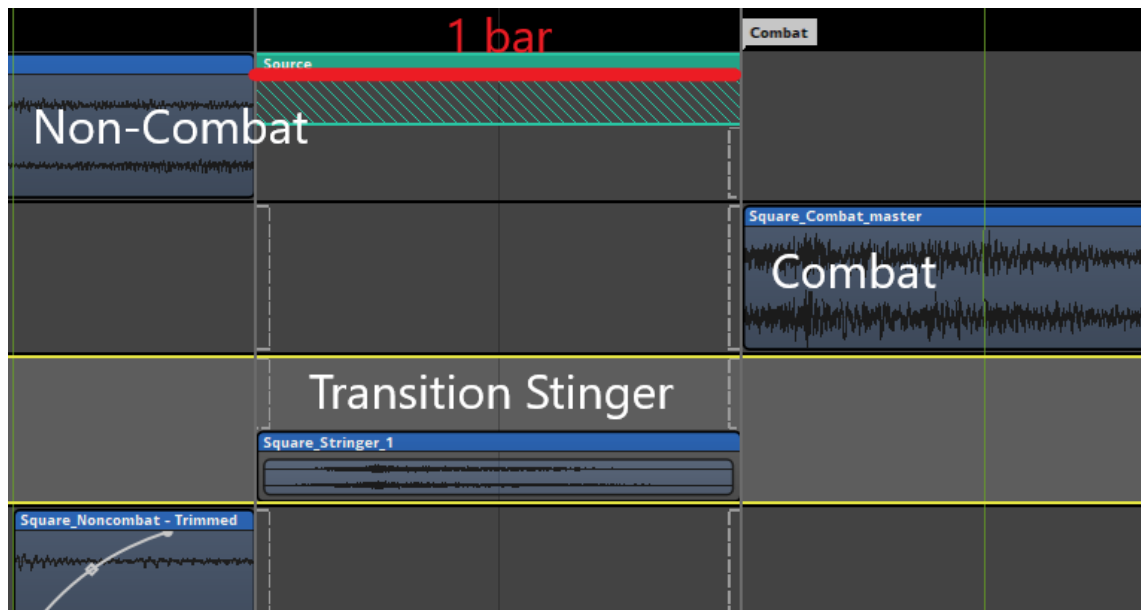 1 bar
Combat
Source
Non-Combat
Square_Combat_master
Combat
Transition Stinger
Square_Stringer_1
Square_Noncombat - Trimmed